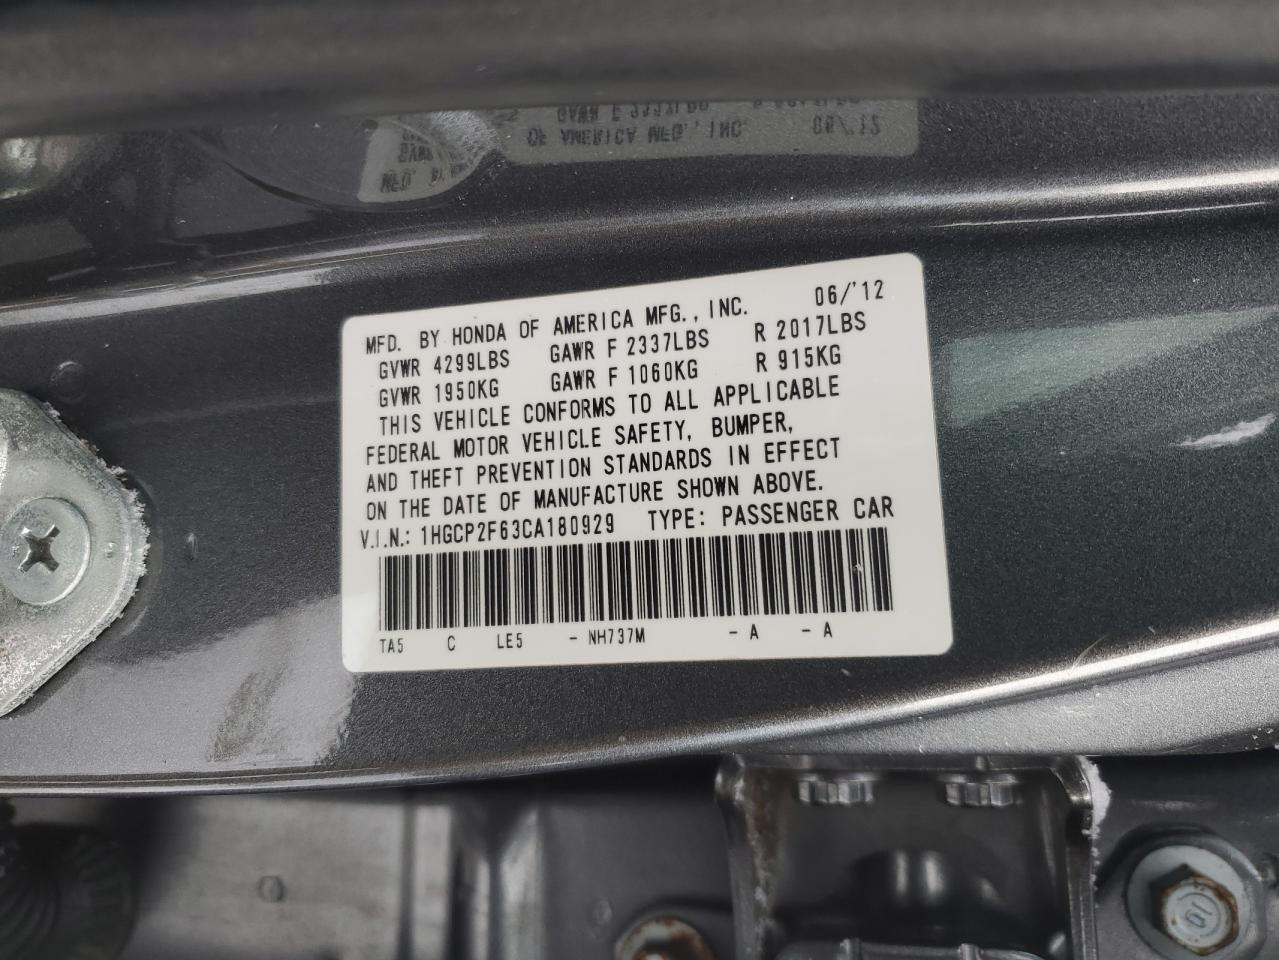 MFD. BY HONDA OF AMERICA MFG., INC. 06/'12
GVWR 4299LBS GAWR F 2337LBS R 2017LBS
GVWR 1950KG GAWR F 1060KG R 915KG
THIS VEHICLE CONFORMS TO ALL APPLICABLE
FEDERAL MOTOR VEHICLE SAFETY, BUMPER,
AND THEFT PREVENTION STANDARDS IN EFFECT
ON THE DATE OF MANUFACTURE SHOWN ABOVE.
V.I.N.: 1HGCP2F63CA180929 TYPE: PASSENGER CAR
TA5 C LE5 - NH737M - A - A